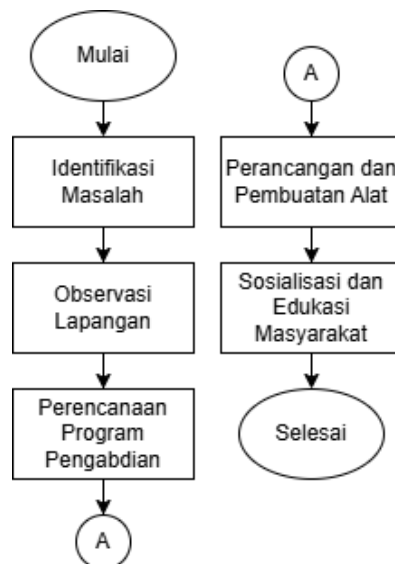 Mulai
Identifikasi
Masalah
Observasi
Lapangan
Perencanaan
Program
Pengabdian
A
A
Perancangan dan
Pembuatan Alat
Sosialisasi dan
Edukasi
Masyarakat
Selesai